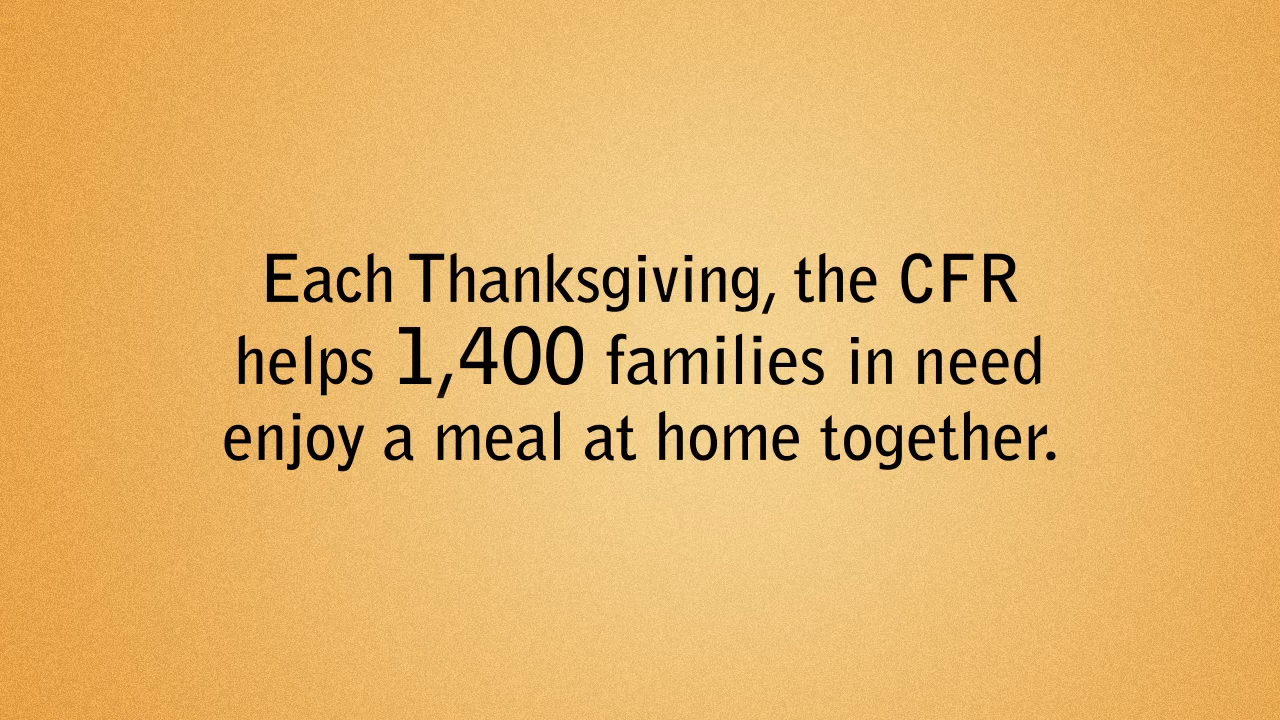 Each Thanksgiving, the CFR
helps 1,400 families in need
enjoy a meal at home together.